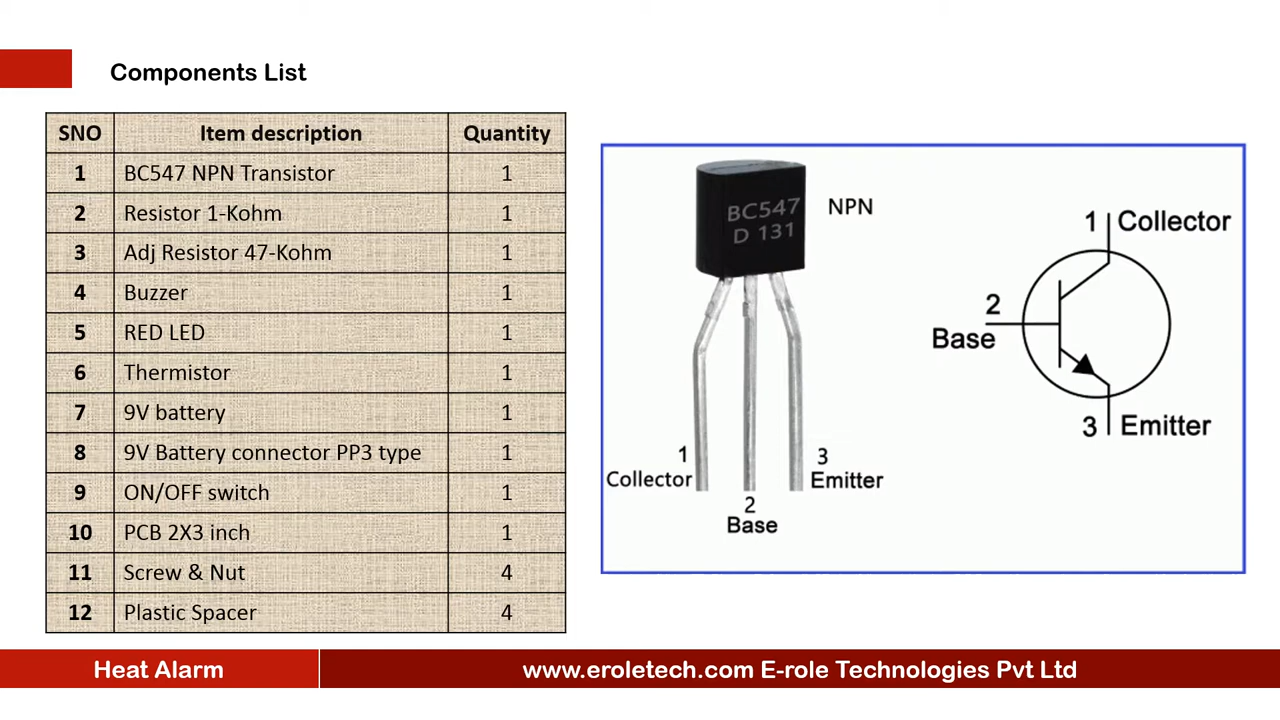 Components List
SNO Item description Quantity
1 BC547 NPN Transistor 1
2 Resistor 1-Kohm 1
3 Adj Resistor 47-Kohm 1
4 Buzzer 1
5 RED LED 1
6 Thermistor 1
7 9V battery 1
8 9V Battery connector PP3 type 1
9 ON/OFF switch 1
10 PCB 2X3 inch 1
11 Screw & Nut 4
12 Plastic Spacer 4
BC547
D 131
NPN
1
Collector
2
Base
3
Emitter
1 Collector
2
Base
3 Emitter
Heat Alarm
www.eroletech.com E-role Technologies Pvt Ltd